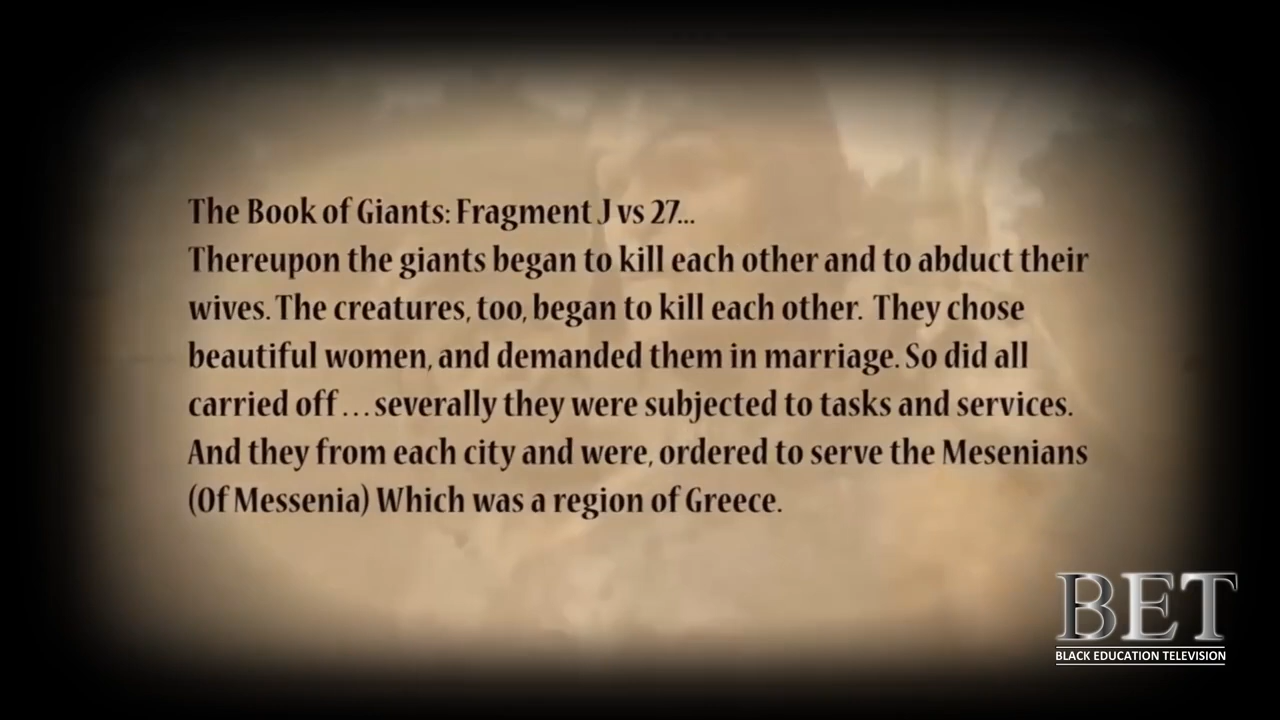 The Book of Giants: Fragment J vs 27...
Thereupon the giants began to kill each other and to abduct their
wives. The creatures, too, began to kill each other. They chose
beautiful women, and demanded them in marriage. So did all
carried off . . . severally they were subjected to tasks and services.
And they from each city and were, ordered to serve the Mesenians
(Of Messenia) Which was a region of Greece.
BET
BLACK EDUCATION TELEVISION